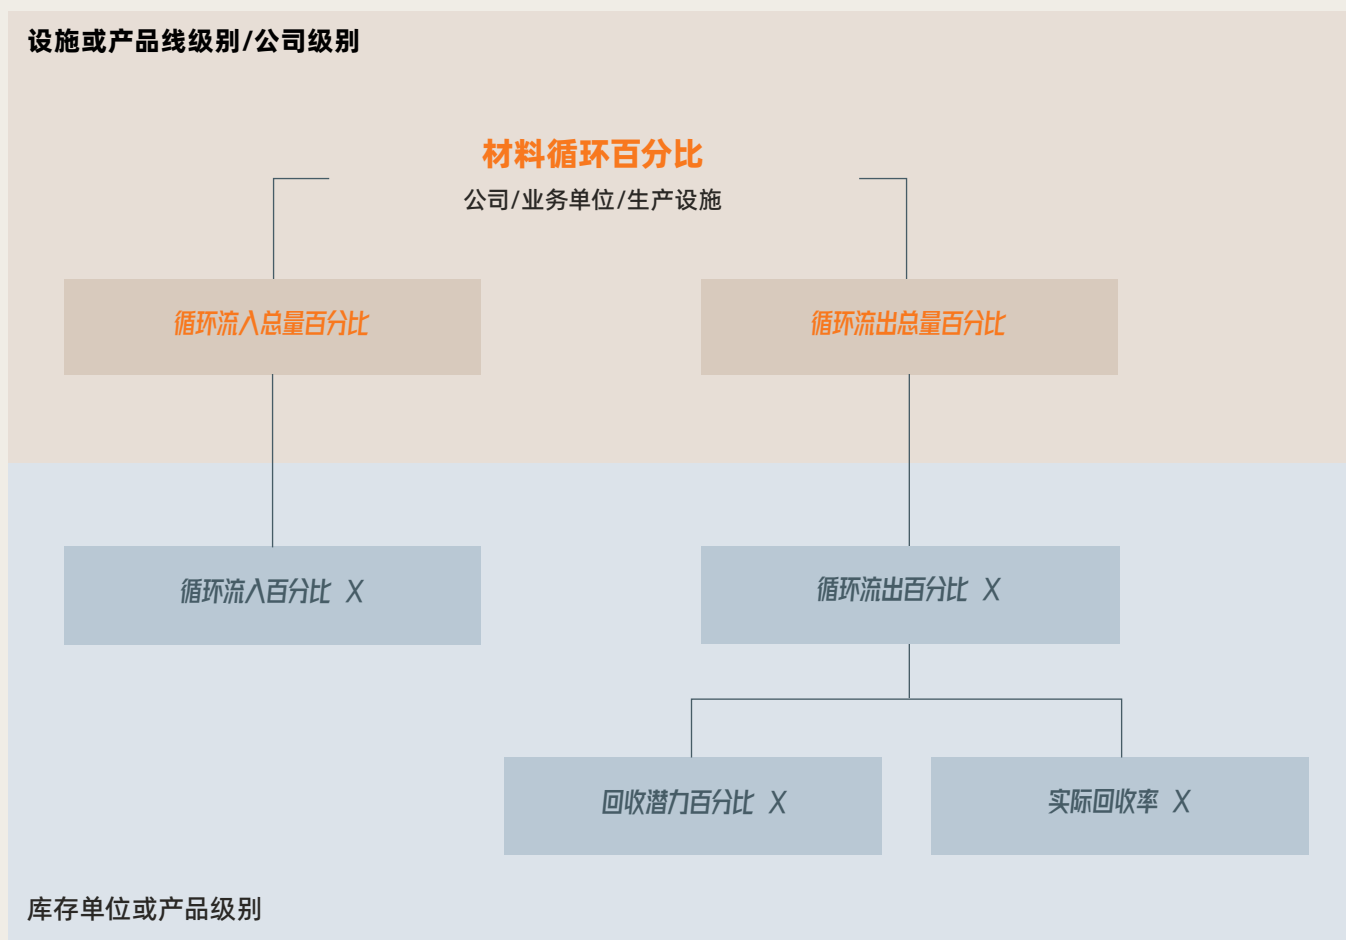 设施或产品线级别/公司级别
材料循环百分比
公司/业务单位/生产设施
循环流入总量百分比
循环流出总量百分比
循环流入百分比 X
循环流出百分比 X
回收潜力百分比 X
实际回收率 X
库存单位或产品级别